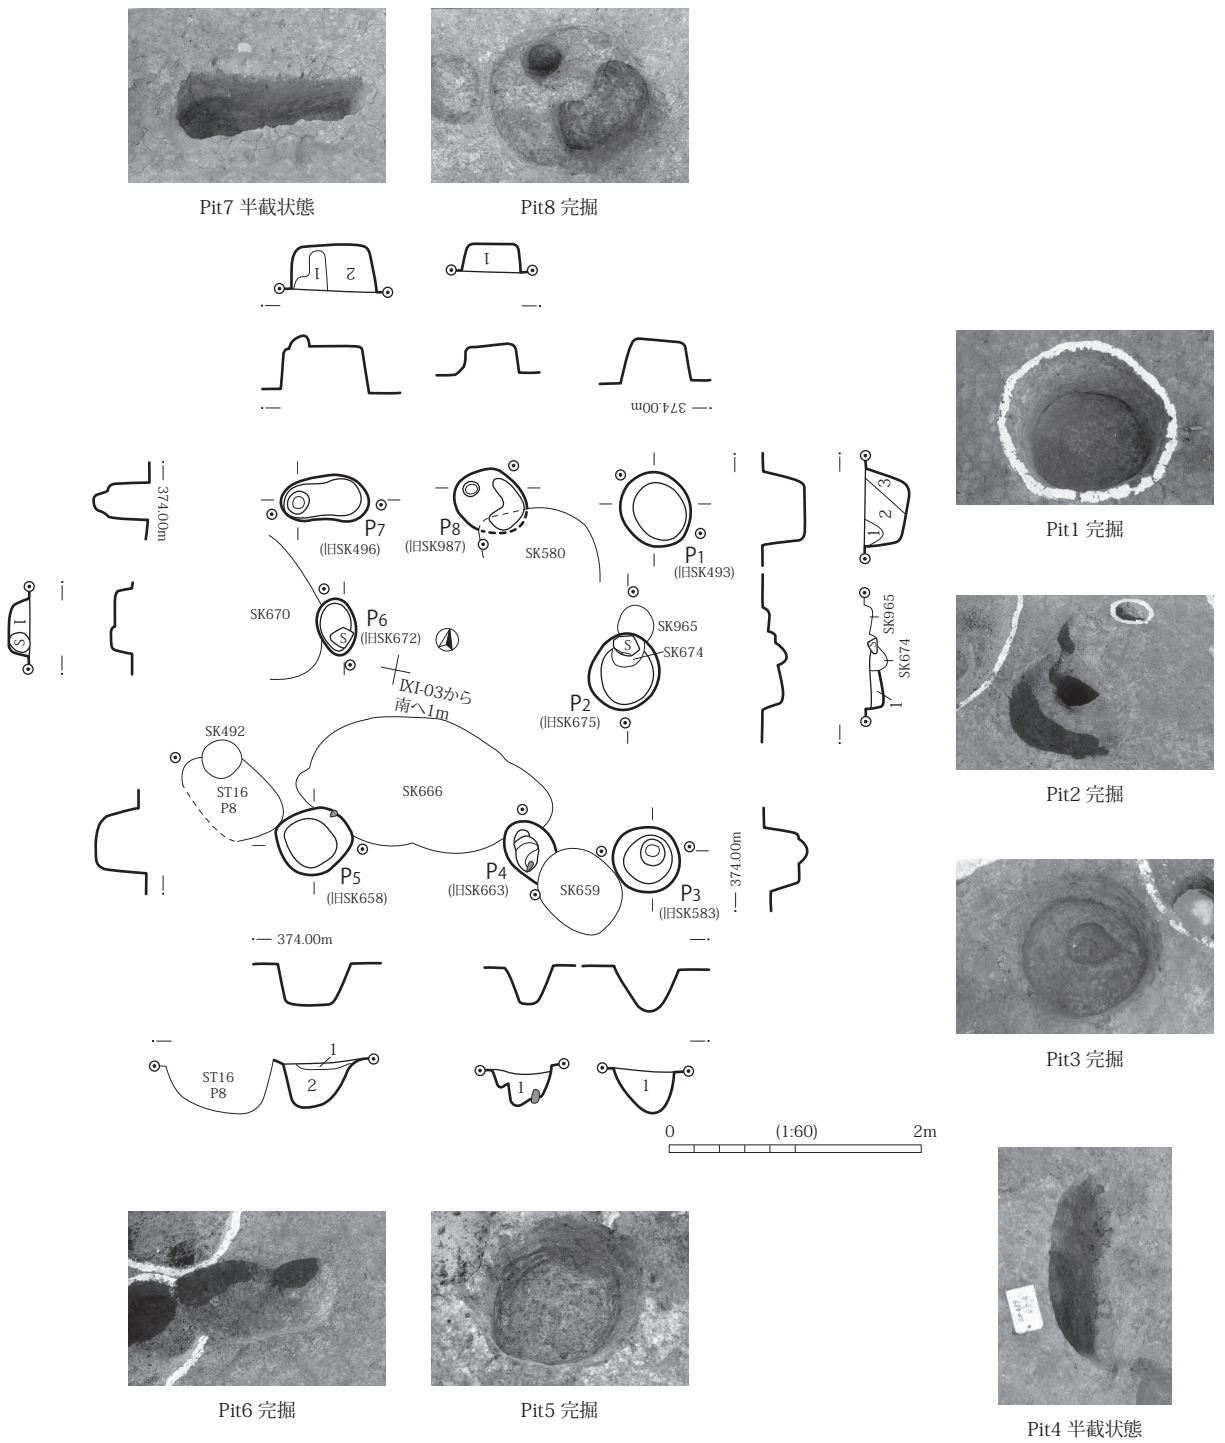 Pit7 半截状態
Pit8 完掘
1
2
1
374.00m
374.00m
P7
(旧SK496)
P8
(旧SK987)
SK580
P1
(旧SK493)
3
2
1
Pit1 完掘
1
S
SK670
S
P6
(旧SK672)
SK965
S
SK674
P2
(旧SK675)
SK965
S
SK674
1
IXI-03から
南へ1m
Pit2 完掘
SK492
ST16
P8
SK666
P5
(旧SK658)
P4
(旧SK663)
SK659
P3
(旧SK583)
374.00m
374.00m
Pit3 完掘
ST16
P8
1
2
1
1
0
(1:60)
2m
Pit6 完掘
Pit5 完掘
Pit4 半截状態